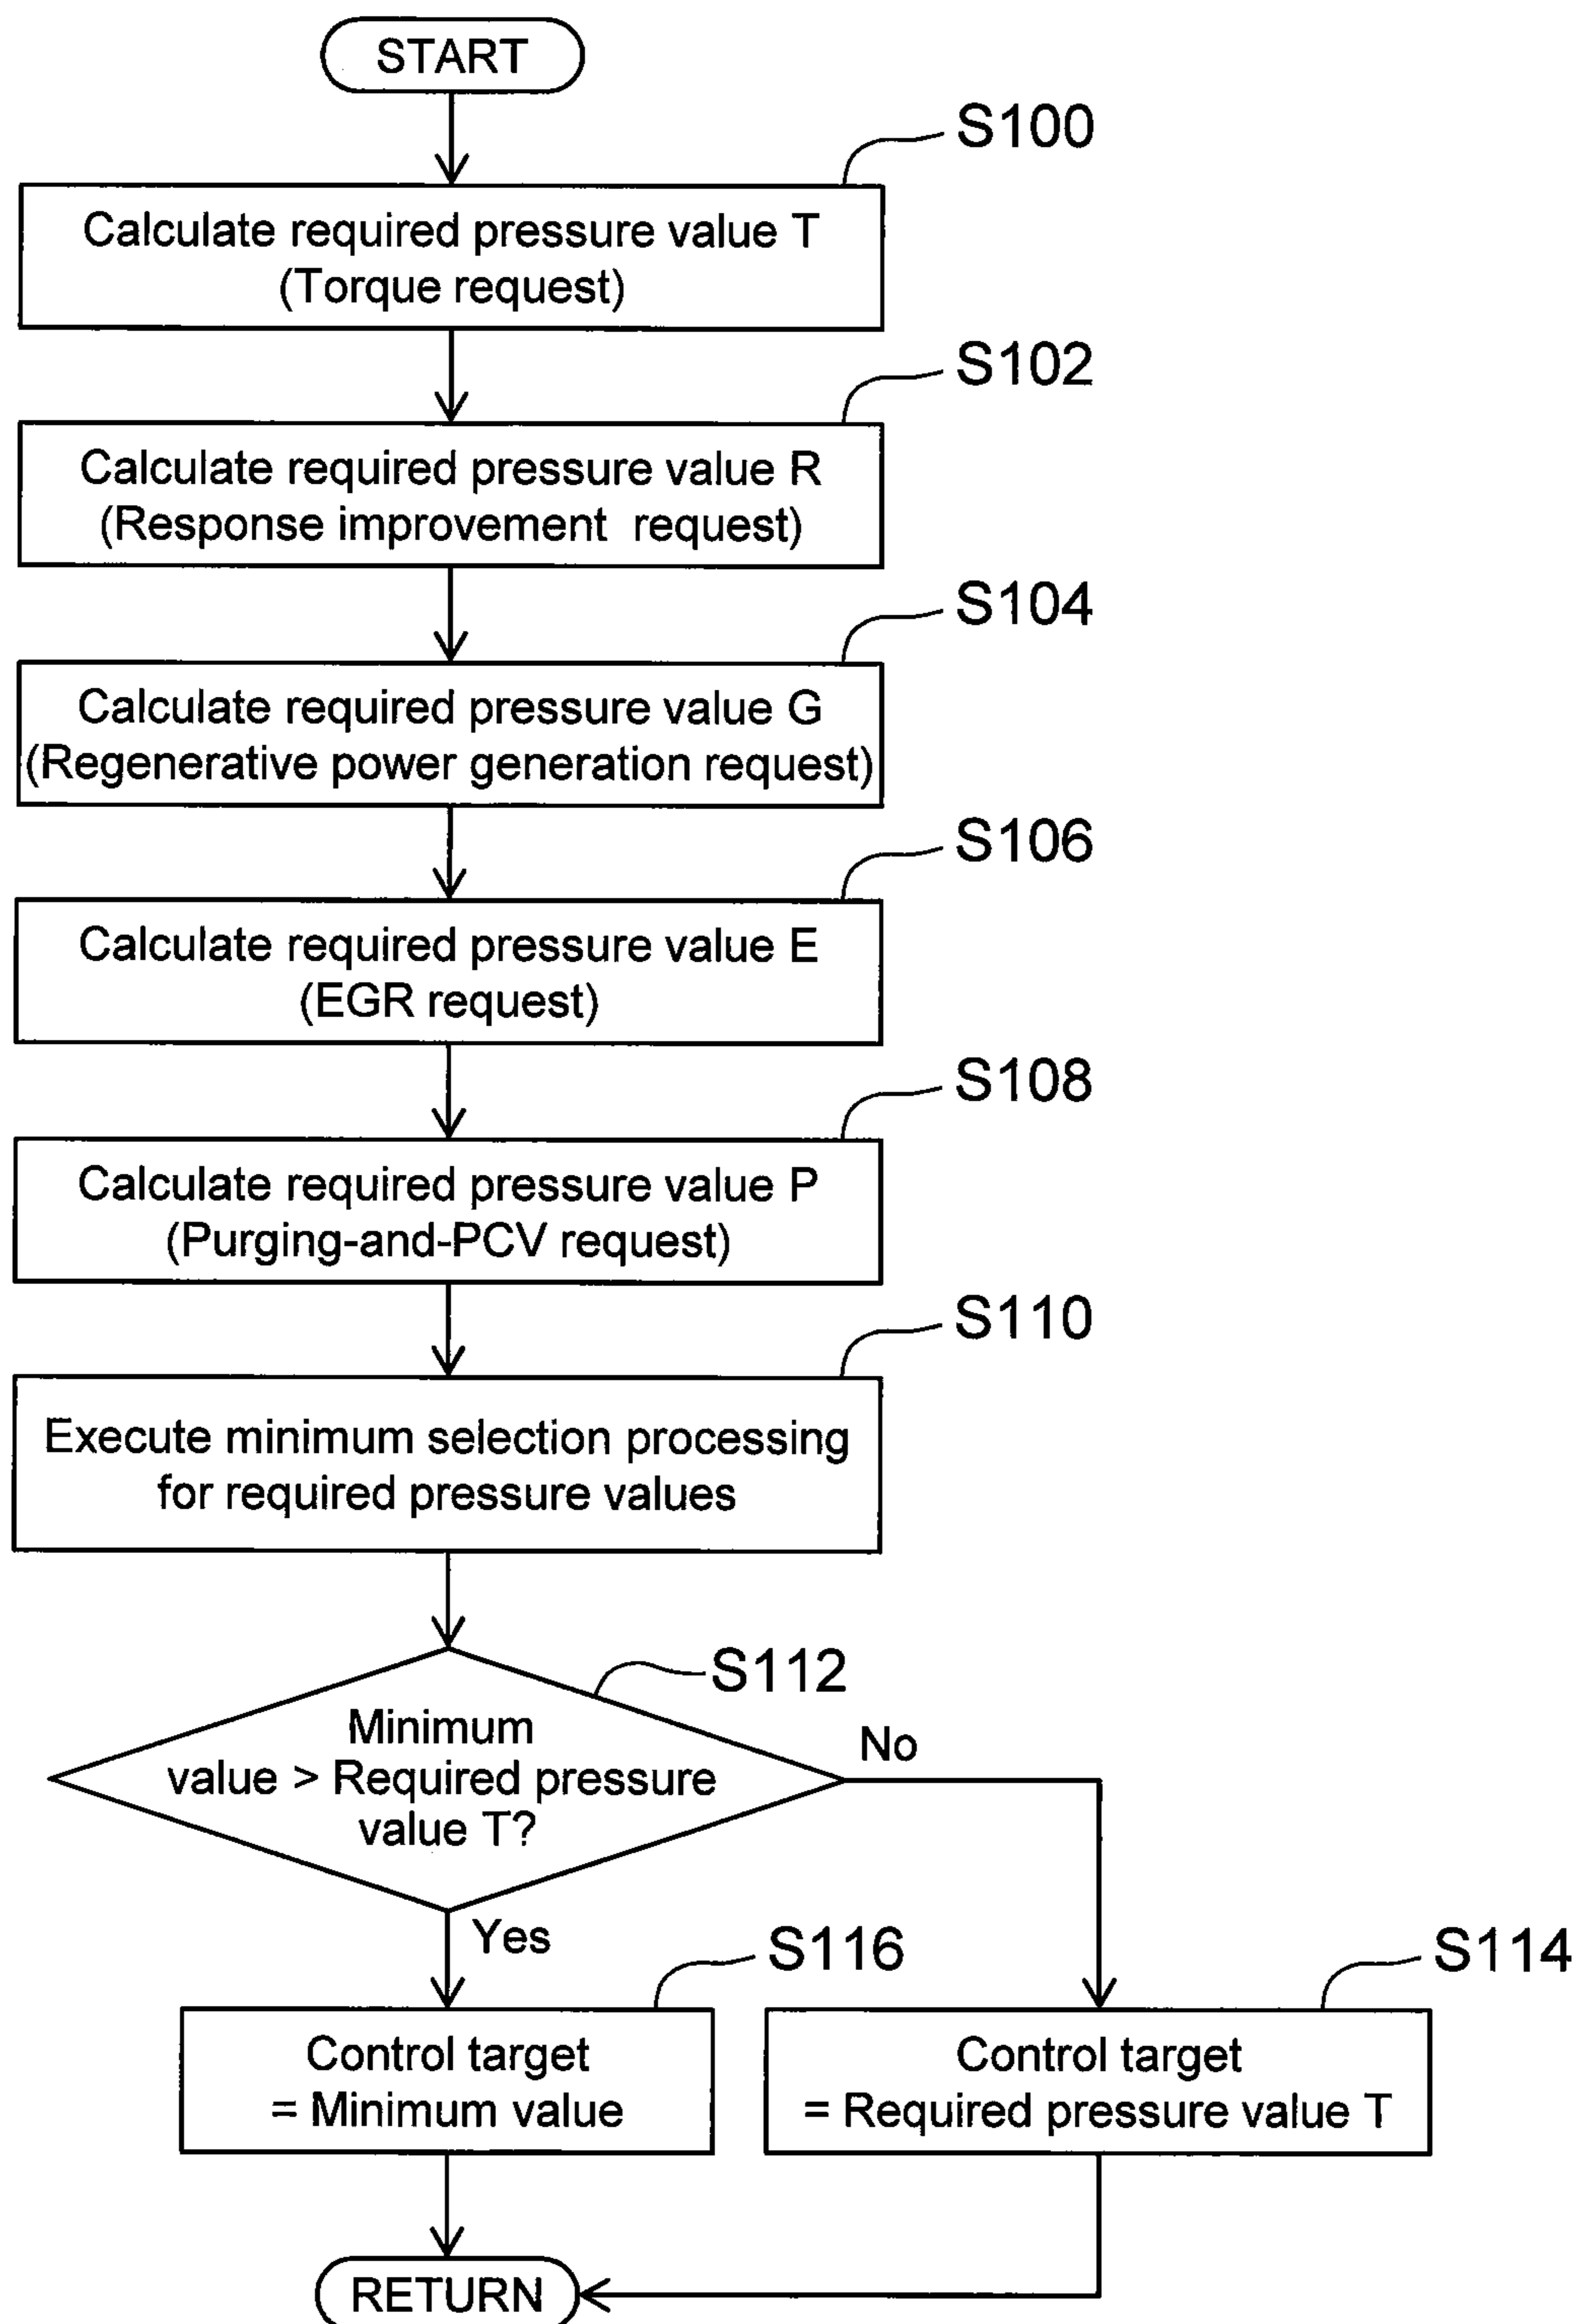 START
S100
Calculate required pressure value T
(Torque request)
S102
Calculate required pressure value R
(Response improvement request)
S104
Calculate required pressure value G
(Regenerative power generation request)
S106
Calculate required pressure value E
(EGR request)
S108
Calculate required pressure value P
(Purging-and-PCV request)
S110
Execute minimum selection processing
for required pressure values
S112
Minimum
value > Required pressure
value T?
No
Yes
S116
Control target
= Minimum value
S114
Control target
= Required pressure value T
RETURN